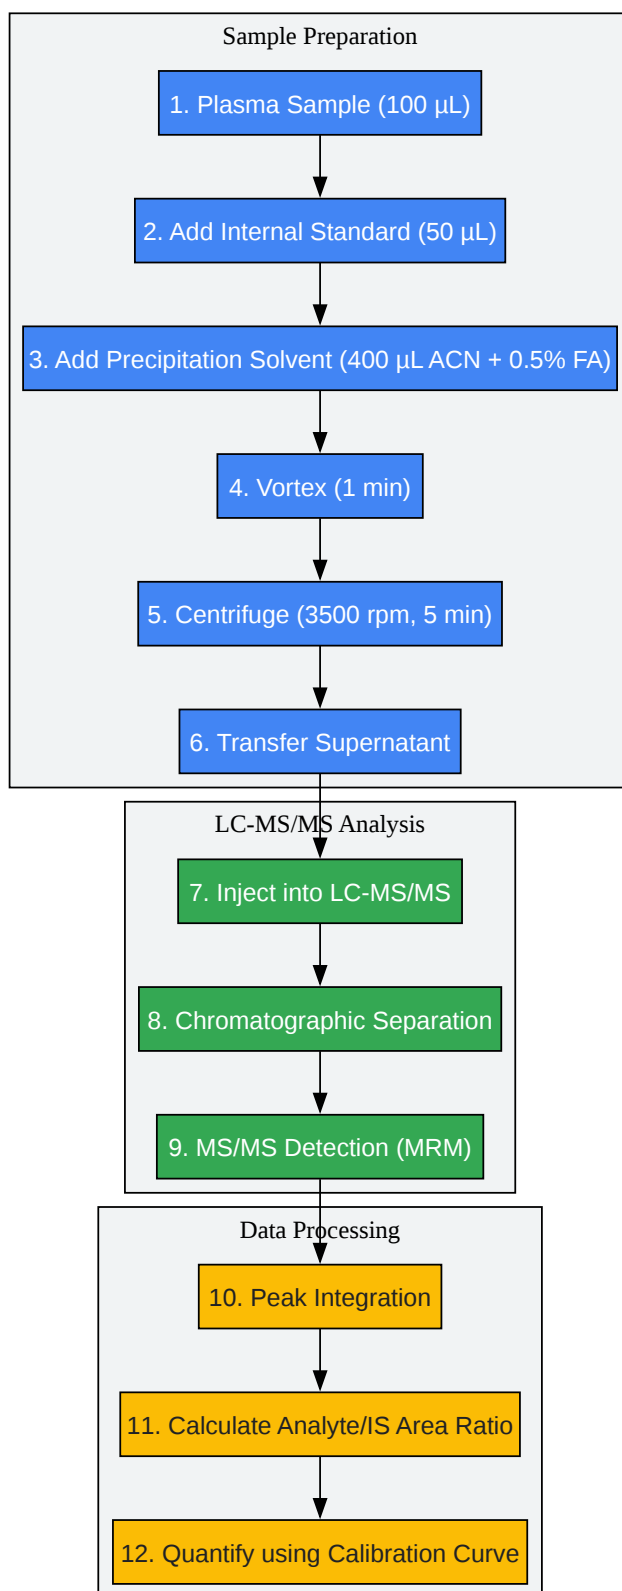 Sample Preparation
1. Plasma Sample (100 µL)
2. Add Internal Standard (50 µL)
3. Add Precipitation Solvent (400 µL ACN + 0.5% FA)
4. Vortex (1 min)
5. Centrifuge (3500 rpm, 5 min)
6. Transfer Supernatant
LC-MS/MS Analysis
7. Inject into LC-MS/MS
8. Chromatographic Separation
9. MS/MS Detection (MRM)
Data Processing
10. Peak Integration
11. Calculate Analyte/IS Area Ratio
12. Quantify using Calibration Curve